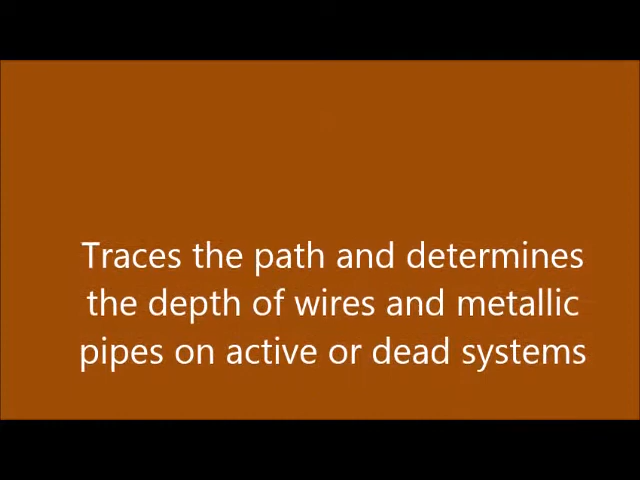 Traces the path and determines
the depth of wires and metallic
pipes on active or dead systems